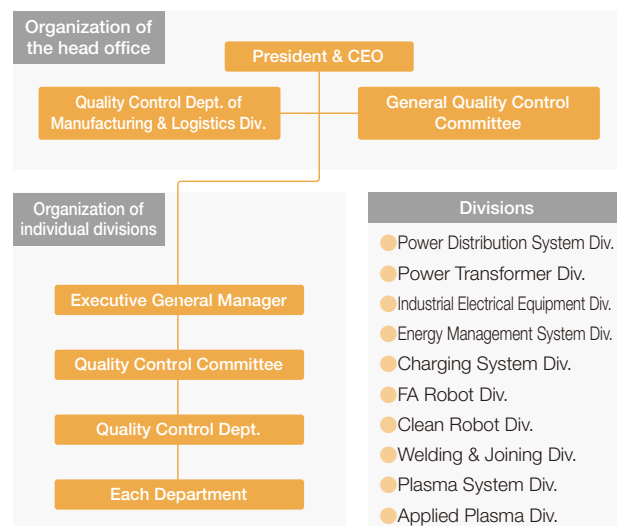 Organization of
the head office
President & CEO
Quality Control Dept. of
Manufacturing & Logistics Div.
General Quality Control
Committee
Organization of
individual divisions
Executive General Manager
Quality Control Committee
Quality Control Dept.
Each Department
Divisions
Power Distribution System Div.
Power Transformer Div.
Industrial Electrical Equipment Div.
Energy Management System Div.
Charging System Div.
FA Robot Div.
Clean Robot Div.
Welding & Joining Div.
Plasma System Div.
Applied Plasma Div.